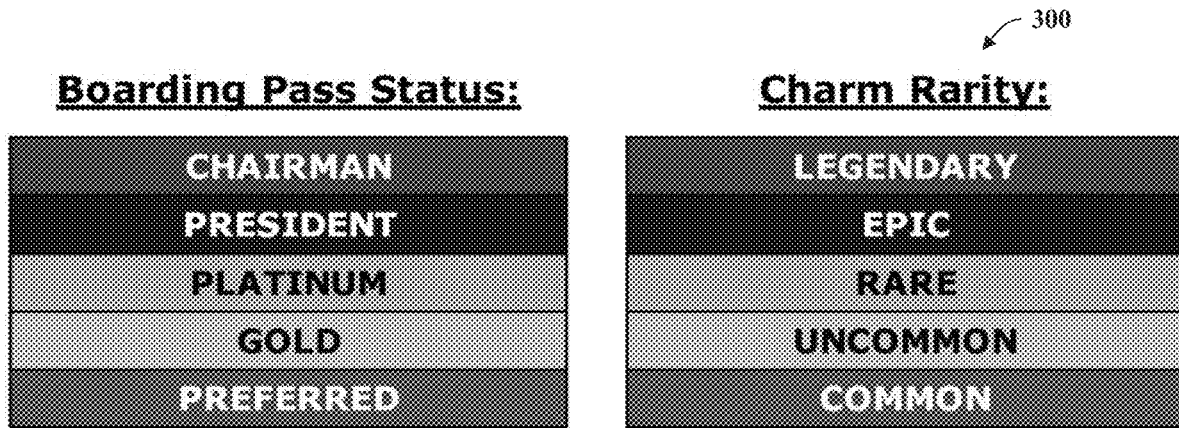 300
Boarding Pass Status:
CHAIRMAN
PRESIDENT
PLATINUM
GOLD
PREFERRED
Charm Rarity:
LEGENDARY
EPIC
RARE
UNCOMMON
COMMON